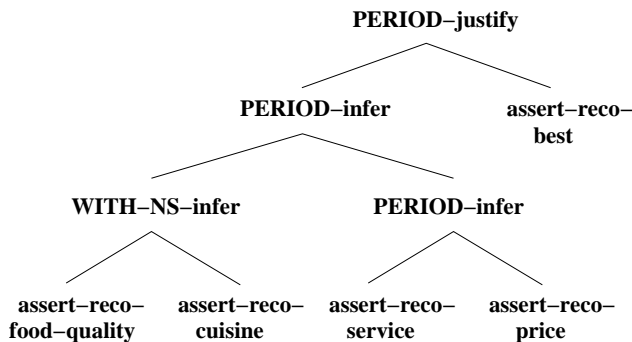 PERIOD–justify
PERIOD–infer
assert–reco–
best
WITH–NS–infer
PERIOD–infer
assert–reco–
food–quality
assert–reco–
cuisine
assert–reco–
service
assert–reco–
price